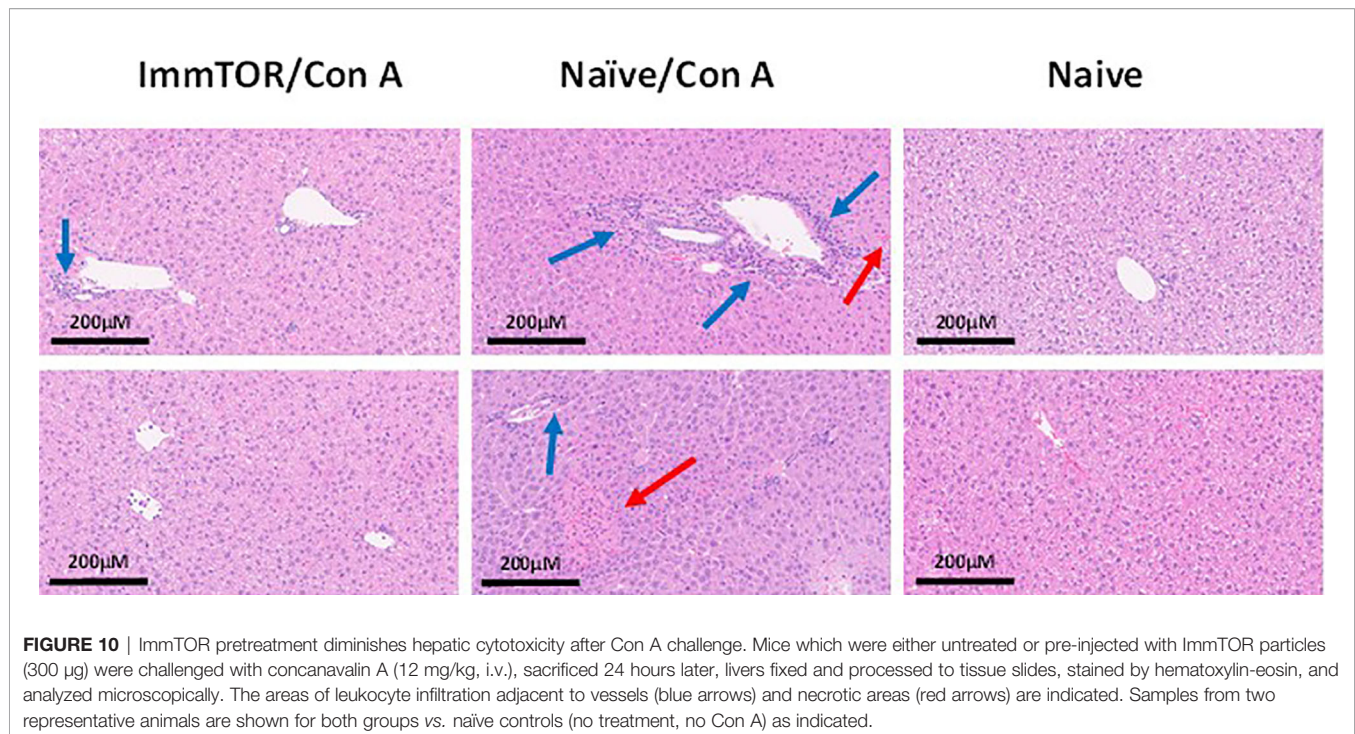 ImmTOR/Con A
Naïve/Con A
Naive
200µM
200µM
200µM
200µM
200µM
200µM
FIGURE 10 | ImmTOR pretreatment diminishes hepatic cytotoxicity after Con A challenge. Mice which were either untreated or pre-injected with ImmTOR particles
(300 µg) were challenged with concanavalin A (12 mg/kg, i.v.), sacrificed 24 hours later, livers fixed and processed to tissue slides, stained by hematoxylin-eosin, and
analyzed microscopically. The areas of leukocyte infiltration adjacent to vessels (blue arrows) and necrotic areas (red arrows) are indicated. Samples from two
representative animals are shown for both groups vs. naïve controls (no treatment, no Con A) as indicated.